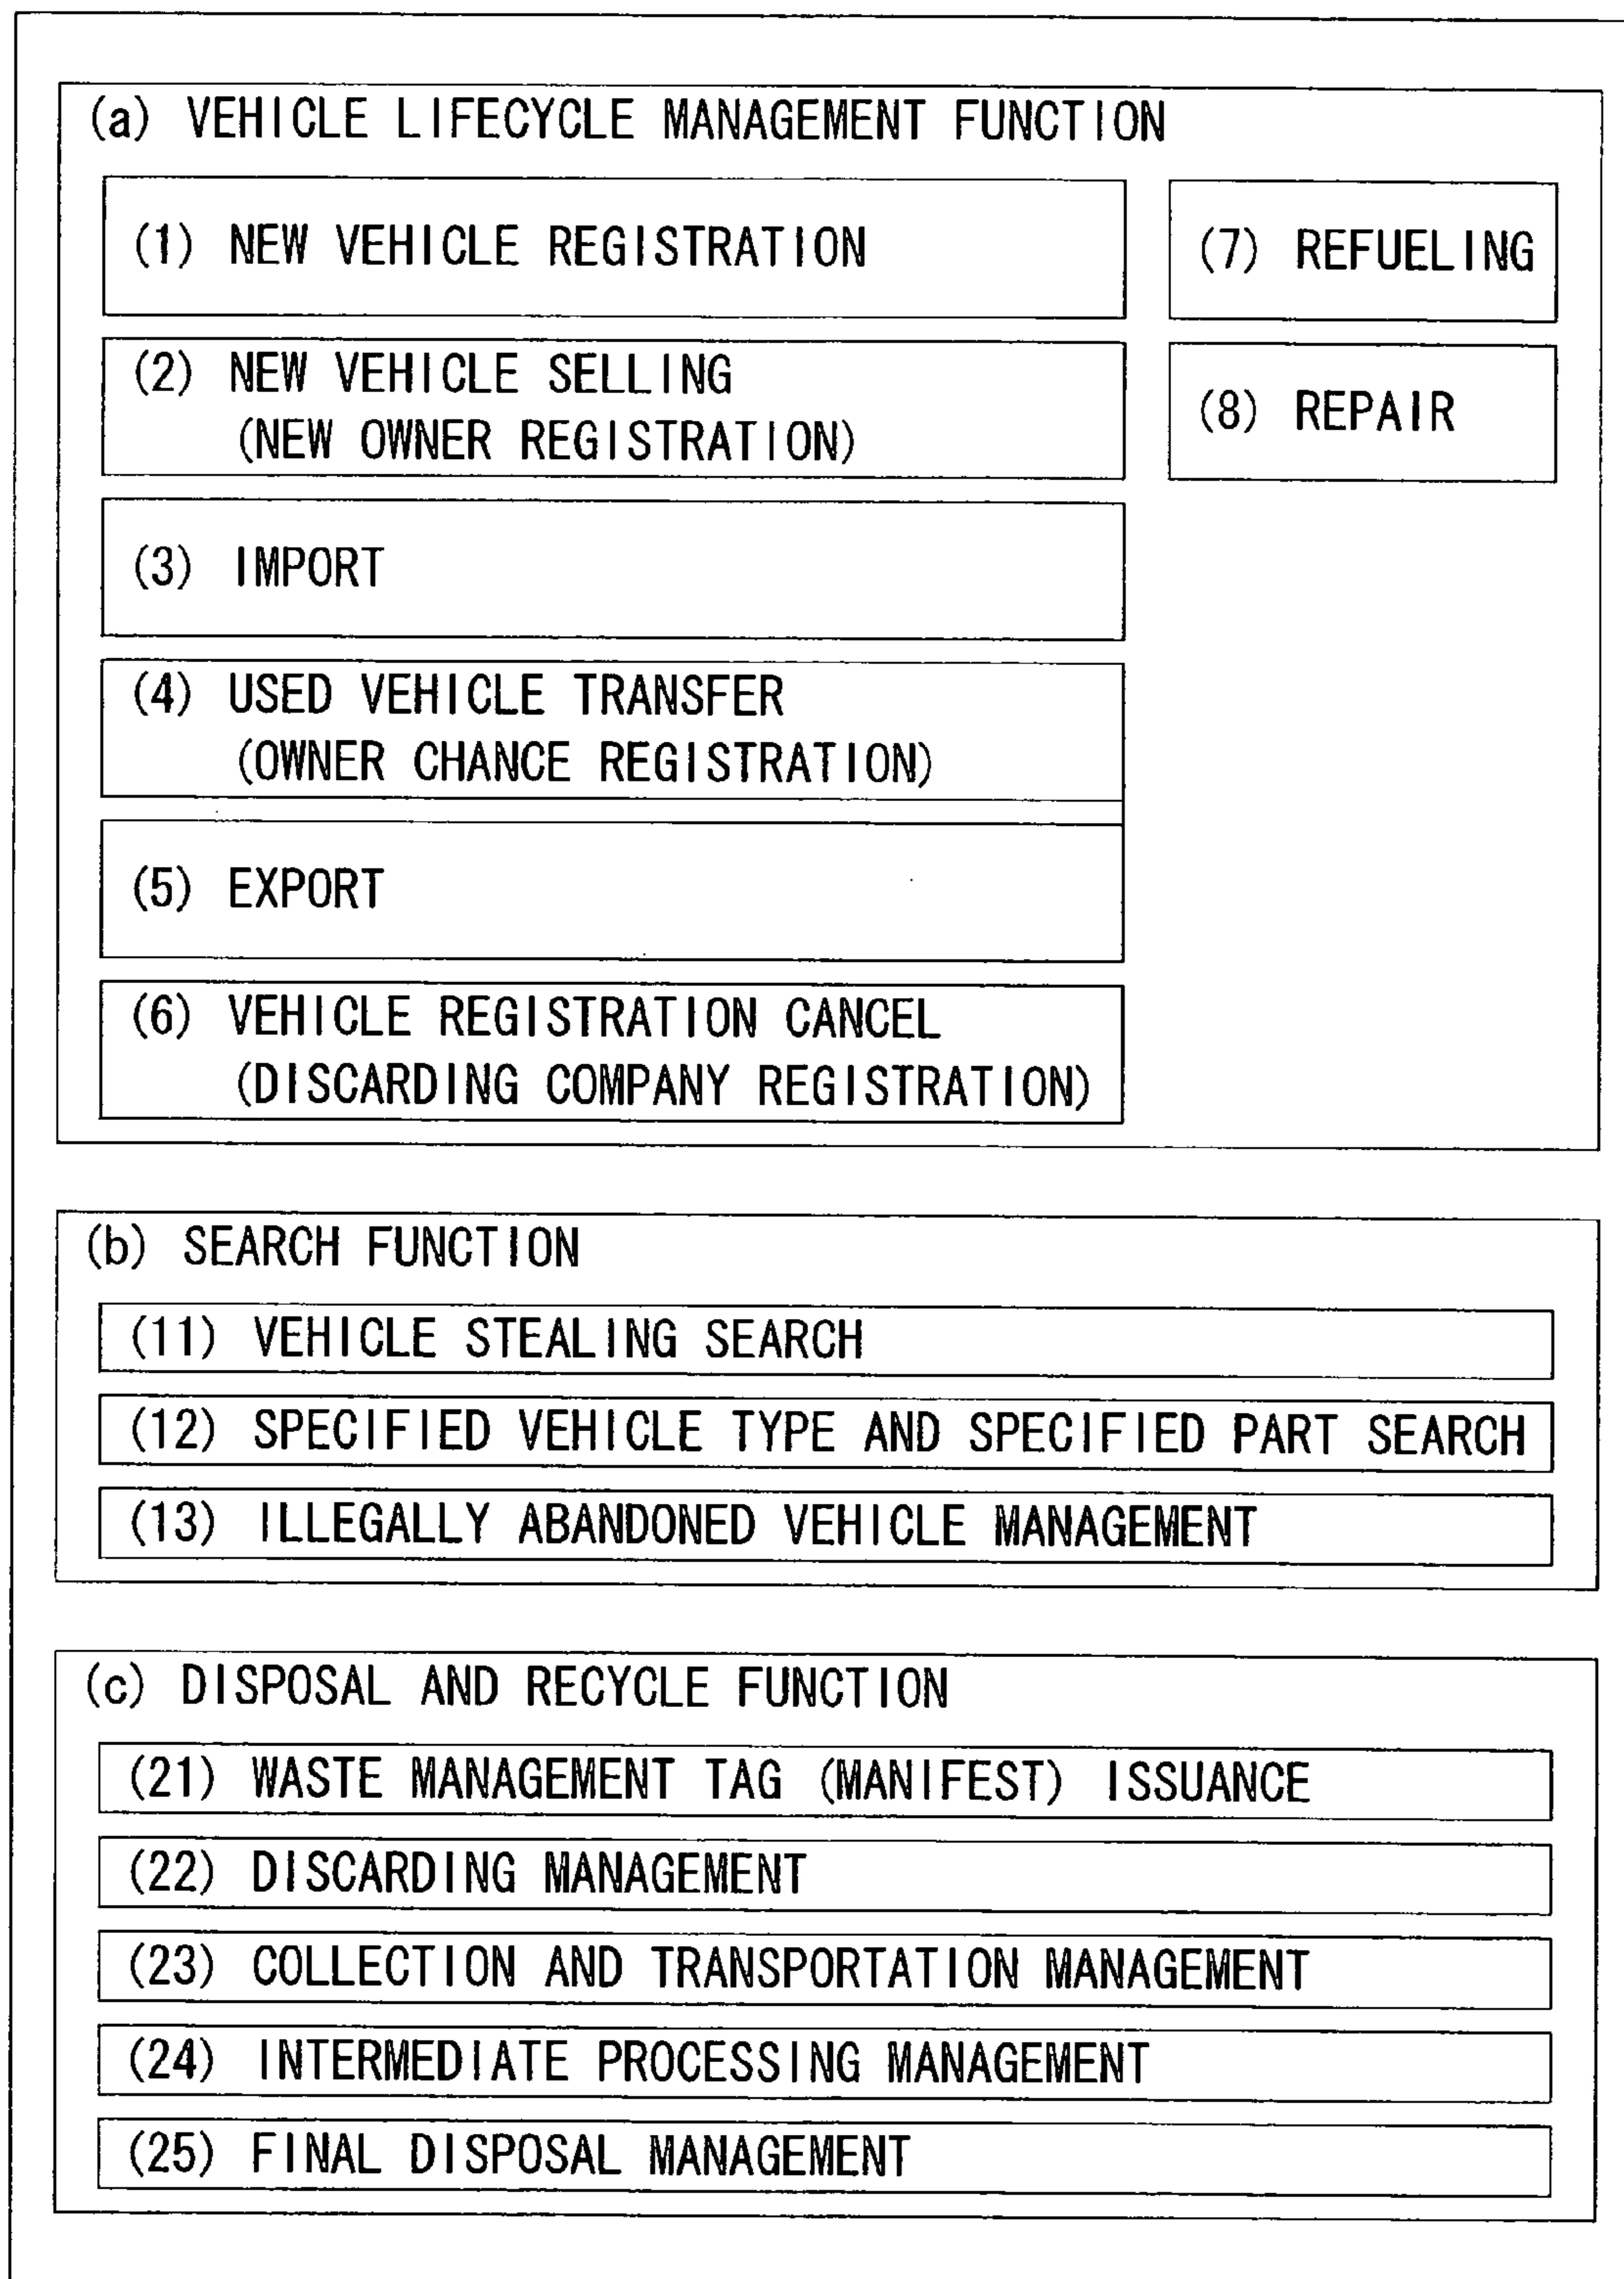 (a) VEHICLE LIFECYCLE MANAGEMENT FUNCTION
(1) NEW VEHICLE REGISTRATION
(2) NEW VEHICLE SELLING
(NEW OWNER REGISTRATION)
(3) IMPORT
(4) USED VEHICLE TRANSFER
(OWNER CHANCE REGISTRATION)
(5) EXPORT
(6) VEHICLE REGISTRATION CANCEL
(DISCARDING COMPANY REGISTRATION)
(7) REFUELING
(8) REPAIR
(b) SEARCH FUNCTION
(11) VEHICLE STEALING SEARCH
(12) SPECIFIED VEHICLE TYPE AND SPECIFIED PART SEARCH
(13) ILLEGALLY ABANDONED VEHICLE MANAGEMENT
(c) DISPOSAL AND RECYCLE FUNCTION
(21) WASTE MANAGEMENT TAG (MANIFEST) ISSUANCE
(22) DISCARDING MANAGEMENT
(23) COLLECTION AND TRANSPORTATION MANAGEMENT
(24) INTERMEDIATE PROCESSING MANAGEMENT
(25) FINAL DISPOSAL MANAGEMENT